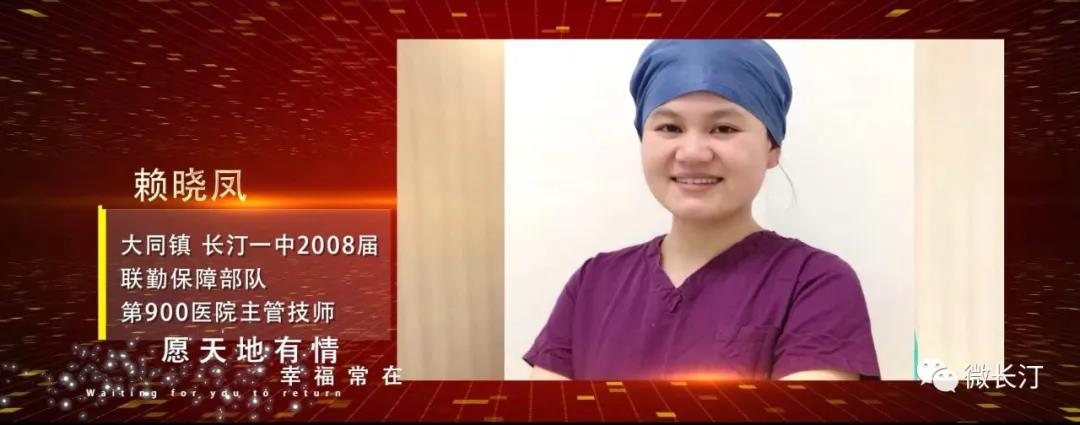 赖晓凤
大同镇 长汀一中2008届
联勤保障部队
第900医院主管技师
愿天地有情
幸福常在
Waiting for you to return
微长汀